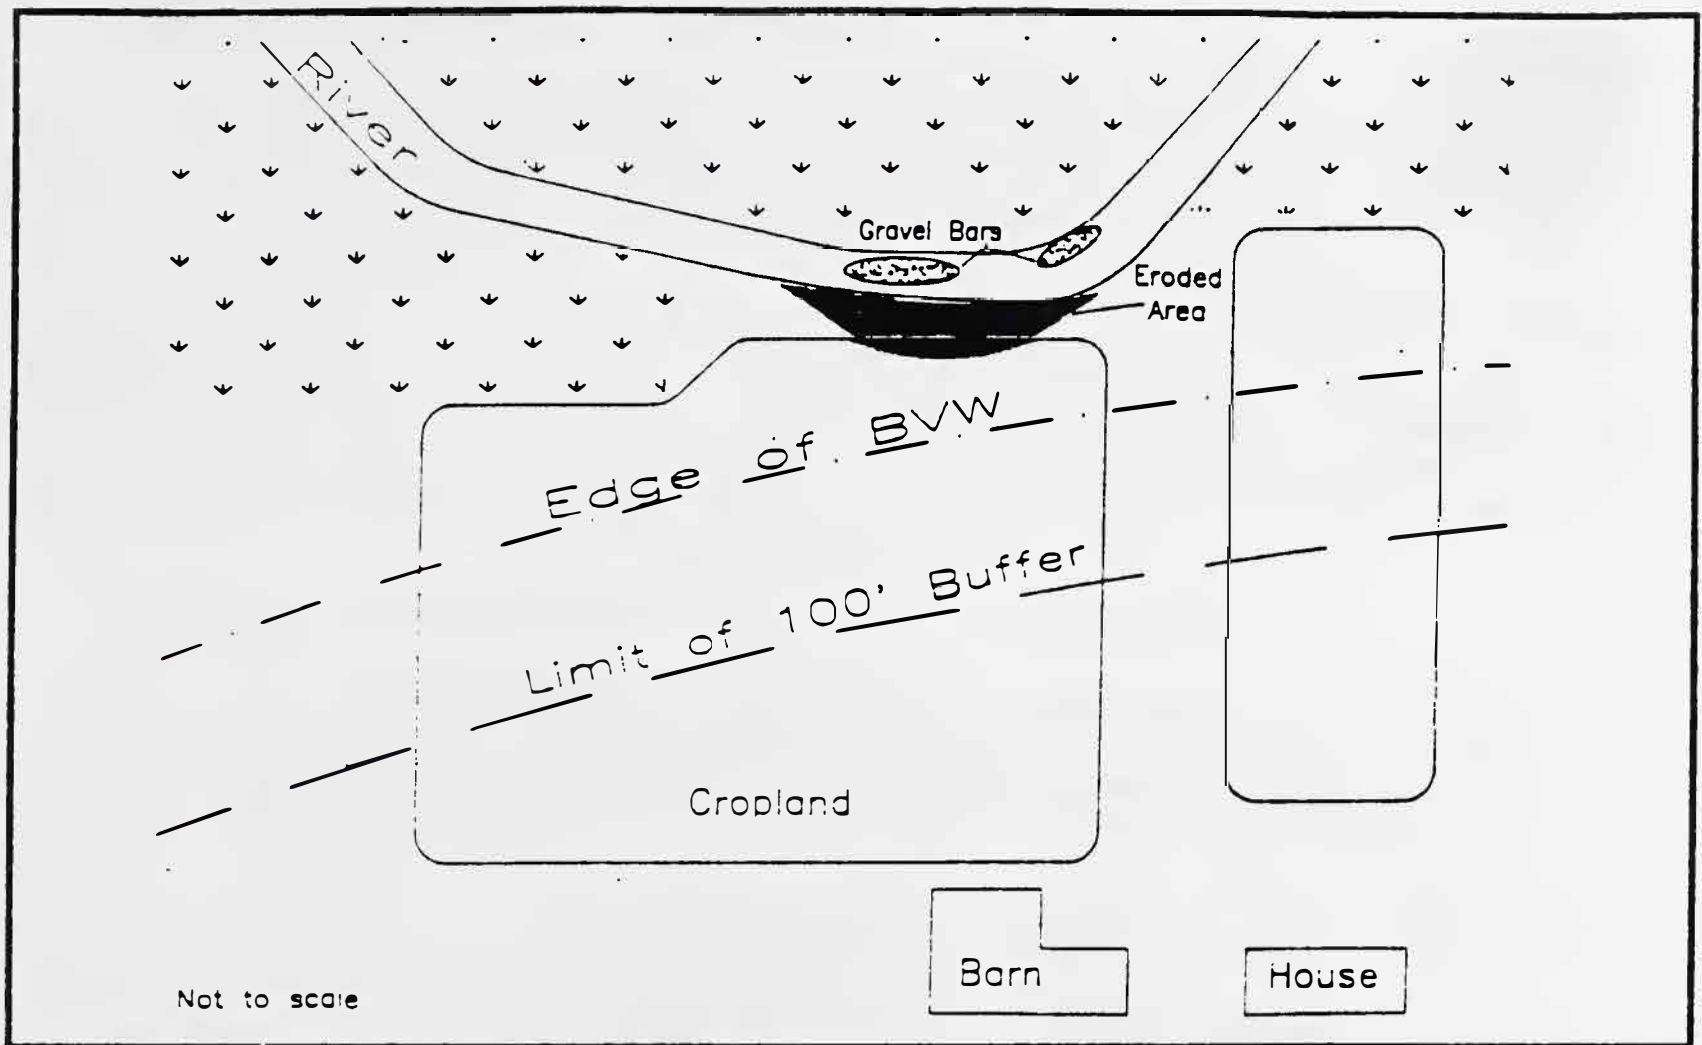 River
Gravel Bars
Eroded
Area
Edge of BVW
Limit of 100' Buffer
Cropland
Barn
House
Not to scale